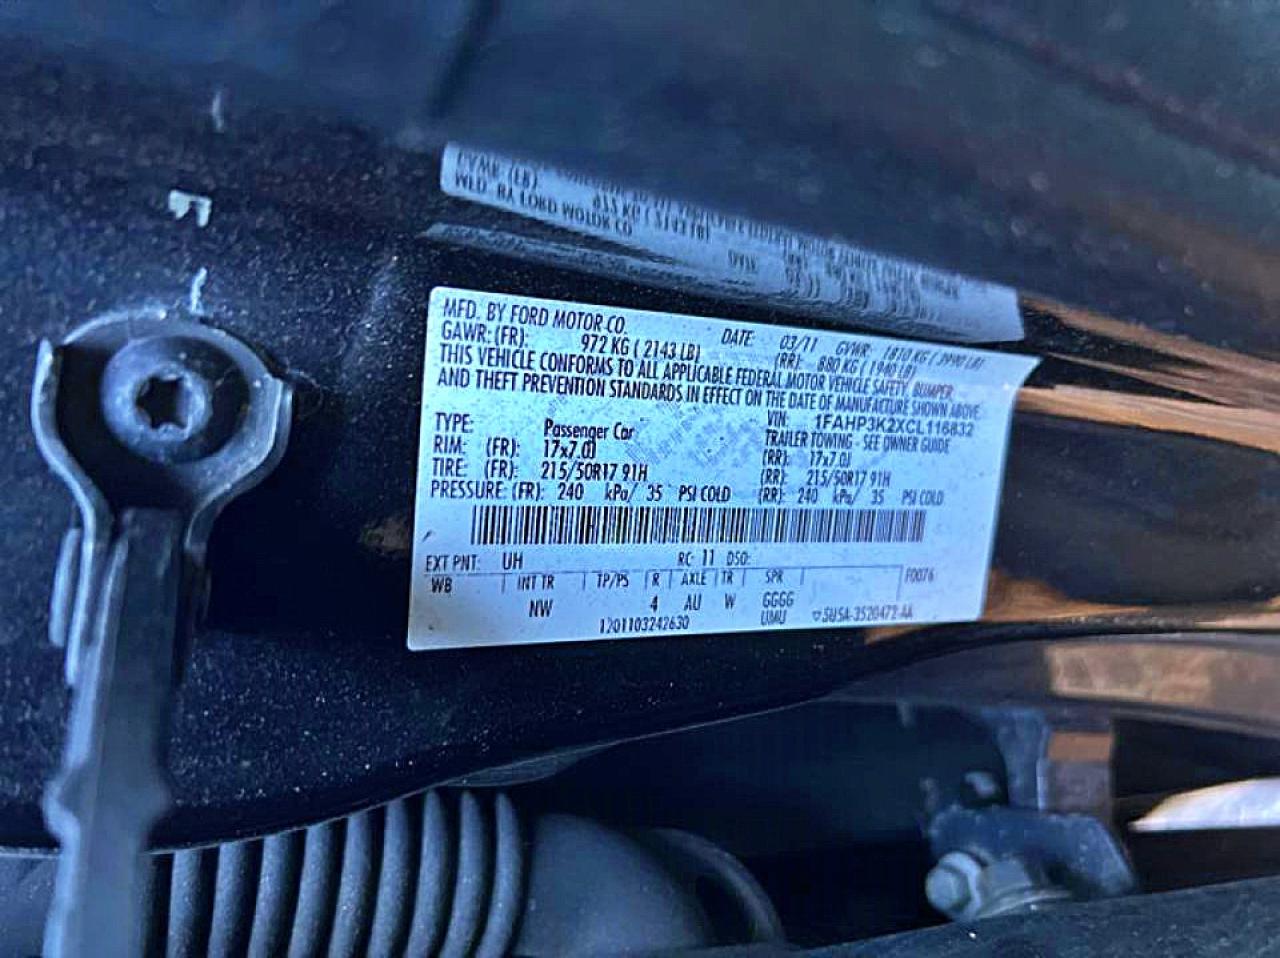 MFD. BY FORD MOTOR CO.
DATE: 03/11 GVWR: 1810 KG ( 3990 LB)
GAWR: (FR): 972 KG ( 2143 LB) (RR): 880 KG ( 1940 LB)
THIS VEHICLE CONFORMS TO ALL APPLICABLE FEDERAL MOTOR VEHICLE SAFETY, BUMPER,
AND THEFT PREVENTION STANDARDS IN EFFECT ON THE DATE OF MANUFACTURE SHOWN ABOVE.
VIN: 1FAHP3K2XCL116832
TYPE: Passenger Car TRAILER TOWING - SEE OWNER GUIDE
RIM: (FR): 17x7.0J (RR): 17x7.0J
TIRE: (FR): 215/50R17 91H (RR): 215/50R17 91H
PRESSURE: (FR): 240 kPa/ 35 PSI COLD (RR): 240 kPa/ 35 PSI COLD
EXT PNT: UH RC: 11 DSO:
WB INT TR TP/PS R AXLE TR SPR F0076
NW 4 AU W GGGG
1201103242630 UMU 5U5A-3520472-AA